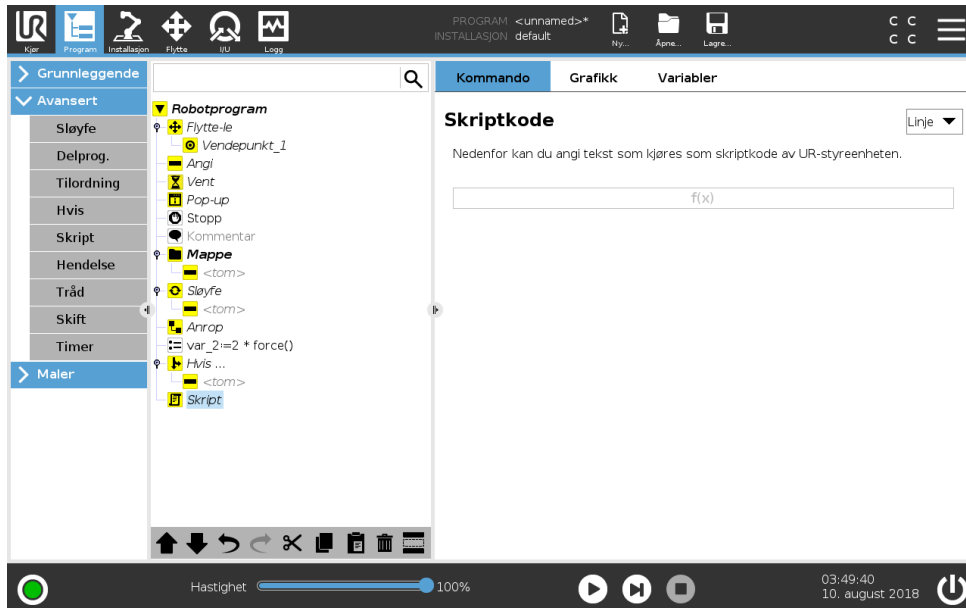 UR
PROGRAM <unnamed>*
INSTALLASJON default
C C
C C
Kjør Program Installasjon Flytte I/U Logg
Ny... Åpne... Lagre...
Grunnleggende
Avansert
Sløyfe
Delprog.
Tilordning
Hvis
Skript
Hendelse
Tråd
Skift
Timer
Maler
Robotprogram
Flytte-le
Vendepunkt_1
Angi
Vent
Pop-up
Stopp
Kommentar
Mappe
<tom>
Sløyfe
<tom>
Anrop
var_2:=2 * force()
Hvis ...
<tom>
Skript
Kommando Grafikk Variabler
Skriptkode
Linje
Nedenfor kan du angi tekst som kjøres som skriptkode av UR-styreenheten.
f(x)
Hastighet 100%
03:49:40
10. august 2018